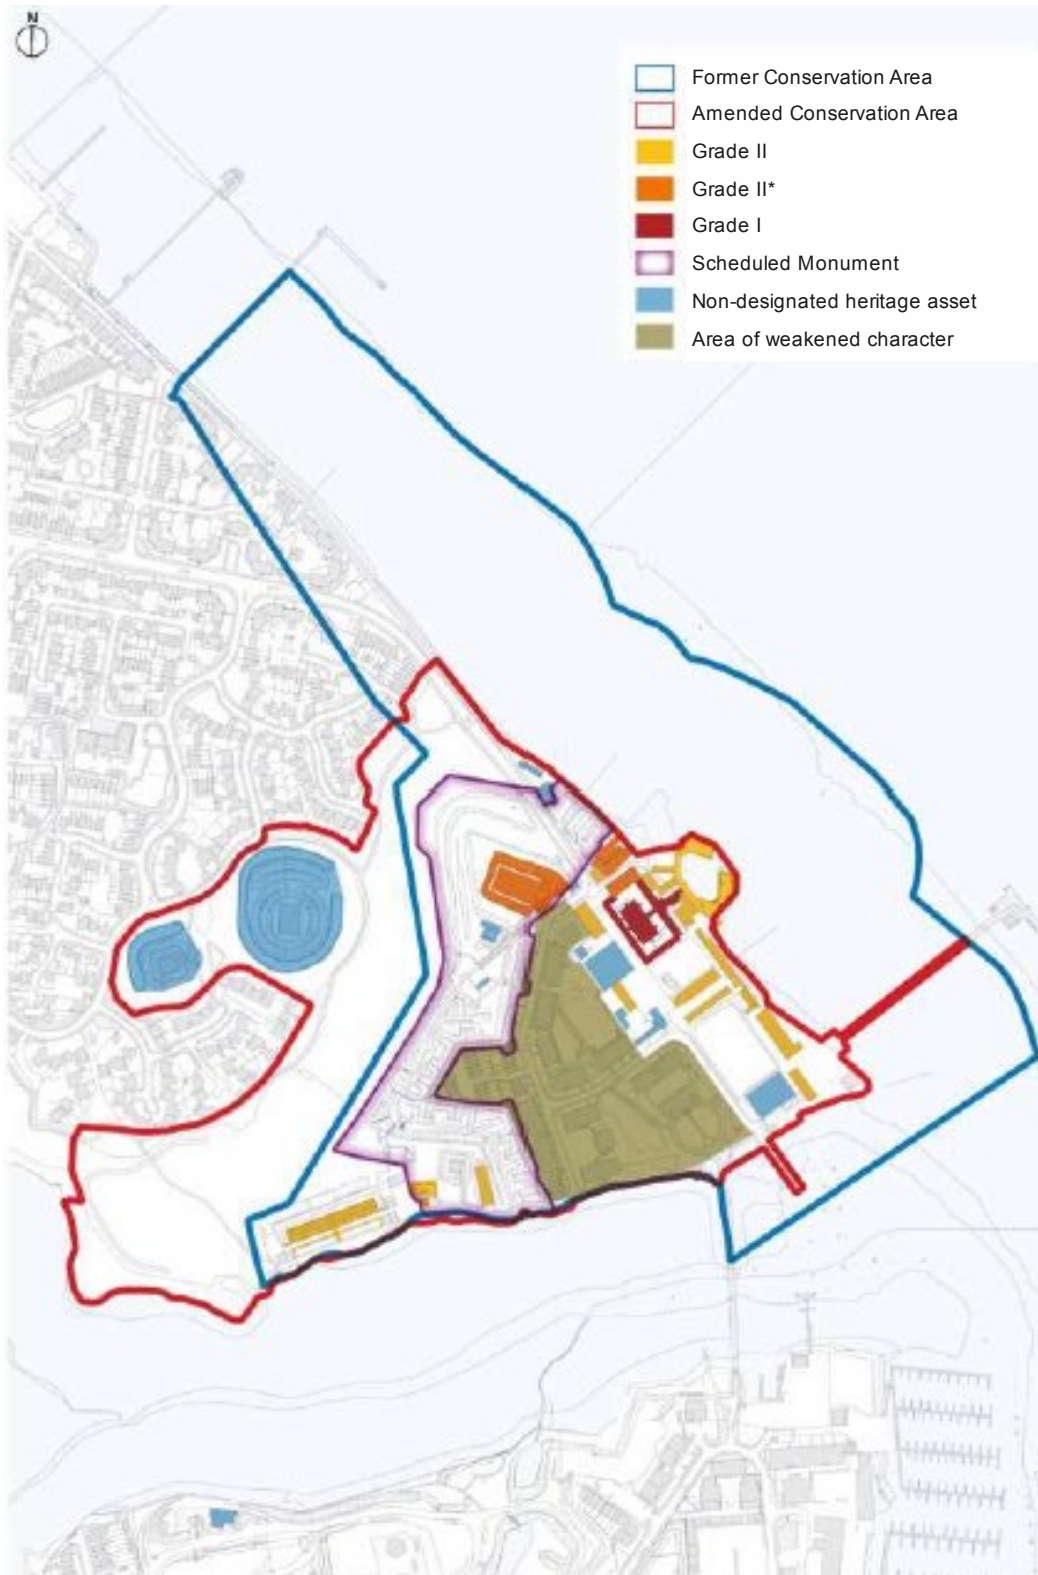 N
Former Conservation Area
Amended Conservation Area
Grade II
Grade II*
Grade I
Scheduled Monument
Non-designated heritage asset
Area of weakened character